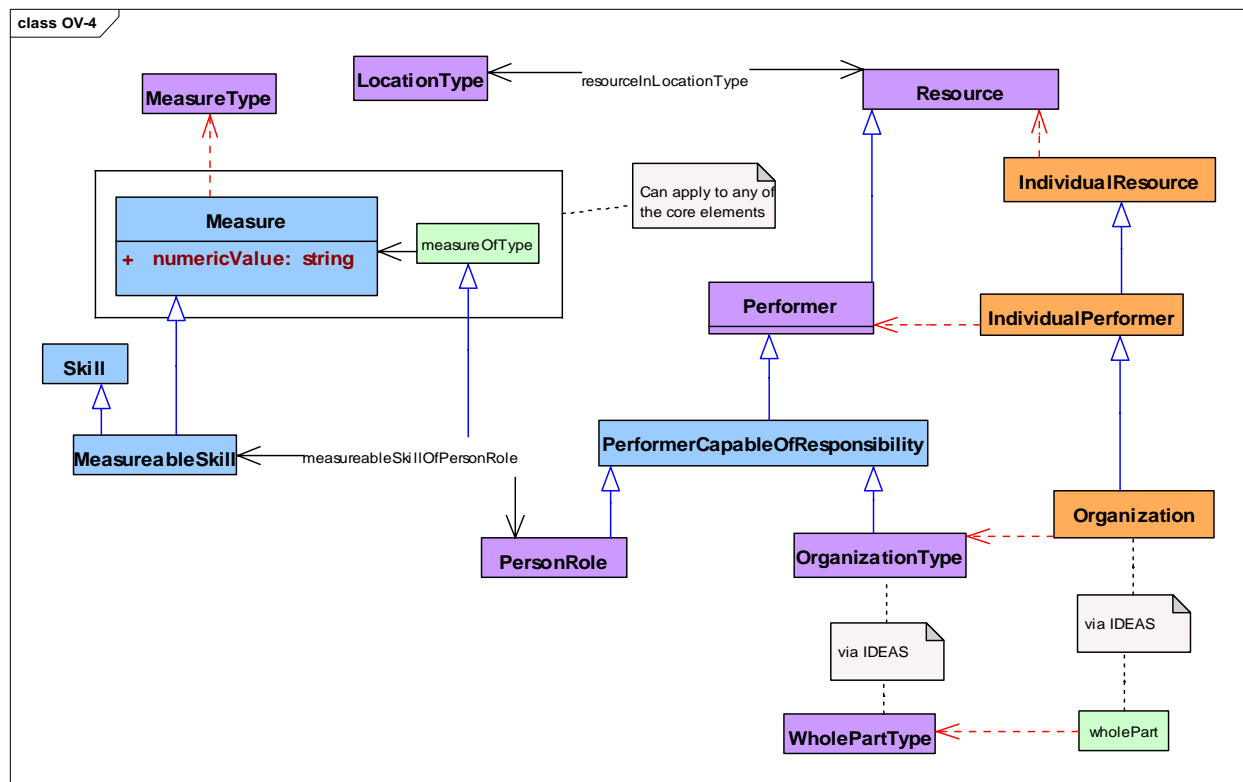 class OV-4
LocationType
resourceInLocationType
Resource
MeasureType
IndividualResource
Can apply to any of
the core elements
Measure
+ numericValue: string
measureOfType
Performer
IndividualPerformer
Skill
MeasureableSkill
measureableSkillOfPersonRole
PerformerCapableOfResponsibility
Organization
PersonRole
OrganizationType
via IDEAS
via IDEAS
WholePartType
wholePart